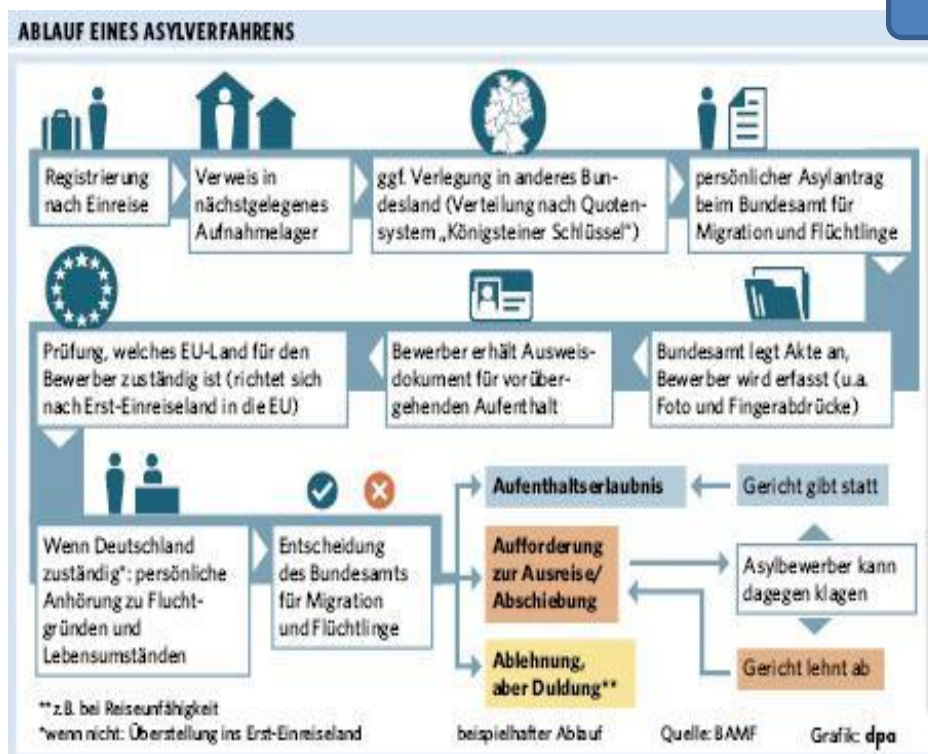 ABLAUF EINES ASYLVERFAHRENS
Registrierung
nach Einreise
Verweis in
nächstgelegenes
Aufnahmelager
ggf. Verlegung in anderes Bun-
desland (Verteilung nach Quoten-
system „Königsteiner Schlüssel“)
persönlicher Asylantrag
beim Bundesamt für
Migration und Flüchtlinge
Bundesamt legt Akte an,
Bewerber wird erfasst (u.a.
Foto und Fingerabdrücke)
Bewerber erhält Ausweis-
dokument für vorüber-
gehenden Aufenthalt
Prüfung, welches EU-Land für den
Bewerber zuständig ist (richtet sich
nach Erst-Einreiseland in die EU)
Wenn Deutschland
zuständig*: persönliche
Anhörung zu Flucht-
gründen und
Lebensumständen
Entscheidung
des Bundesamts
für Migration
und Flüchtlinge
Aufenthaltserlaubnis
Aufforderung
zur Ausreise/
Abschiebung
Ablehnung,
aber Duldung**
Gericht gibt statt
Asylbewerber kann
dagegen klagen
Gericht lehnt ab
**z.B. bei Reiseunfähigkeit
*wenn nicht: Überstellung ins Erst-Einreiseland
beispielhafter Ablauf
Quelle: BAMF
Grafik: dpa